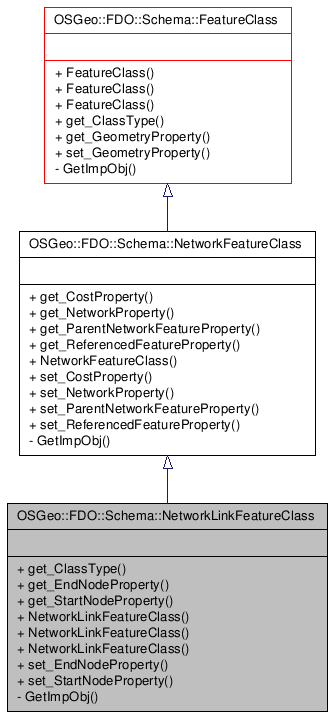 OSGeo::FDO::Schema::FeatureClass
+ FeatureClass()
+ FeatureClass()
+ FeatureClass()
+ get_ClassType()
+ get_GeometryProperty()
+ set_GeometryProperty()
- GetImpObj()
OSGeo::FDO::Schema::NetworkFeatureClass
+ get_CostProperty()
+ get_NetworkProperty()
+ get_ParentNetworkFeatureProperty()
+ get_ReferencedFeatureProperty()
+ NetworkFeatureClass()
+ set_CostProperty()
+ set_NetworkProperty()
+ set_ParentNetworkFeatureProperty()
+ set_ReferencedFeatureProperty()
- GetImpObj()
OSGeo::FDO::Schema::NetworkLinkFeatureClass
+ get_ClassType()
+ get_EndNodeProperty()
+ get_StartNodeProperty()
+ NetworkLinkFeatureClass()
+ NetworkLinkFeatureClass()
+ NetworkLinkFeatureClass()
+ set_EndNodeProperty()
+ set_StartNodeProperty()
- GetImpObj()